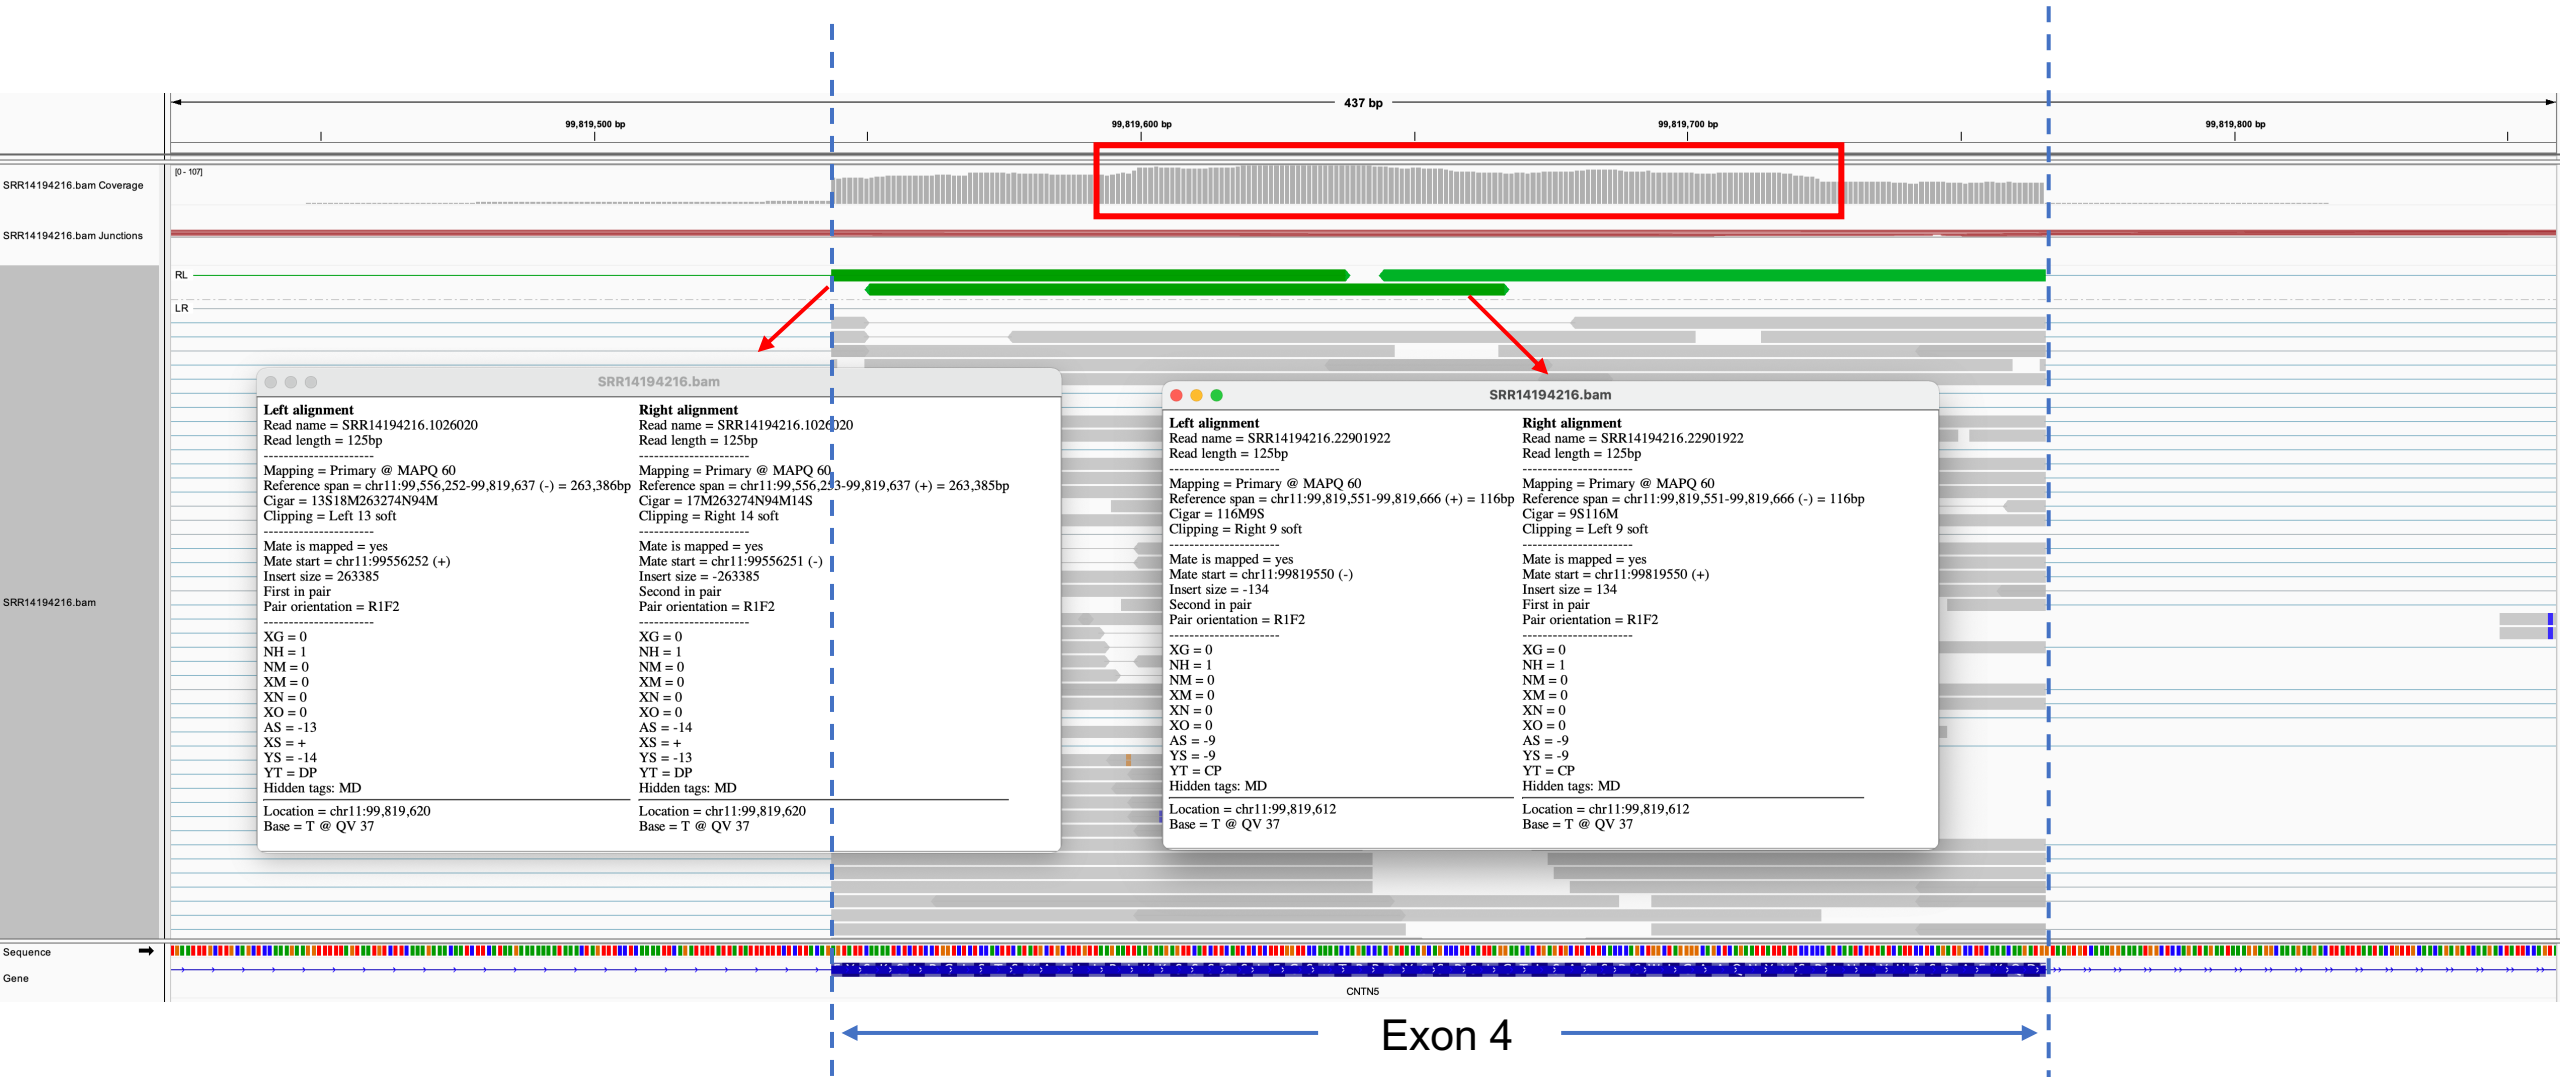 437 bp
99,819,500 bp
99,819,600 bp
99,819,700 bp
99,819,800 bp
SRR14194216.bam Coverage
[0 - 107]
SRR14194216.bam Junctions
RL
LR
SRR14194216.bam
SRR14194216.bam
Left alignment
Read name = SRR14194216.1026020
Read length = 125bp
----------------------
Mapping = Primary @ MAPQ 60
Reference span = chr11:99,556,252-99,819,637 (-) = 263,386bp
Cigar = 13S18M263274N94M
Clipping = Left 13 soft
----------------------
Mate is mapped = yes
Mate start = chr11:99556252 (+)
Insert size = 263385
First in pair
Pair orientation = R1F2
----------------------
XG = 0
NH = 1
NM = 0
XM = 0
XN = 0
XO = 0
AS = -13
XS = +
YS = -14
YT = DP
Hidden tags: MD
Location = chr11:99,819,620
Base = T @ QV 37
Right alignment
Read name = SRR14194216.1026020
Read length = 125bp
----------------------
Mapping = Primary @ MAPQ 60
Reference span = chr11:99,556,253-99,819,637 (+) = 263,385bp
Cigar = 17M263274N94M14S
Clipping = Right 14 soft
----------------------
Mate is mapped = yes
Mate start = chr11:99556251 (-)
Insert size = -263385
Second in pair
Pair orientation = R1F2
----------------------
XG = 0
NH = 1
NM = 0
XM = 0
XN = 0
XO = 0
AS = -14
XS = +
YS = -13
YT = DP
Hidden tags: MD
Location = chr11:99,819,620
Base = T @ QV 37
SRR14194216.bam
Left alignment
Read name = SRR14194216.22901922
Read length = 125bp
----------------------
Mapping = Primary @ MAPQ 60
Reference span = chr11:99,819,551-99,819,666 (+) = 116bp
Cigar = 116M9S
Clipping = Right 9 soft
----------------------
Mate is mapped = yes
Mate start = chr11:99819550 (-)
Insert size = -134
Second in pair
Pair orientation = R1F2
----------------------
XG = 0
NH = 1
NM = 0
XM = 0
XN = 0
XO = 0
AS = -9
YS = -9
YT = CP
Hidden tags: MD
Location = chr11:99,819,612
Base = T @ QV 37
Right alignment
Read name = SRR14194216.22901922
Read length = 125bp
----------------------
Mapping = Primary @ MAPQ 60
Reference span = chr11:99,819,551-99,819,666 (-) = 116bp
Cigar = 9S116M
Clipping = Left 9 soft
----------------------
Mate is mapped = yes
Mate start = chr11:99819550 (+)
Insert size = 134
First in pair
Pair orientation = R1F2
----------------------
XG = 0
NH = 1
NM = 0
XM = 0
XN = 0
XO = 0
AS = -9
YS = -9
YT = CP
Hidden tags: MD
Location = chr11:99,819,612
Base = T @ QV 37
Sequence
Gene
CNTN5
Exon 4